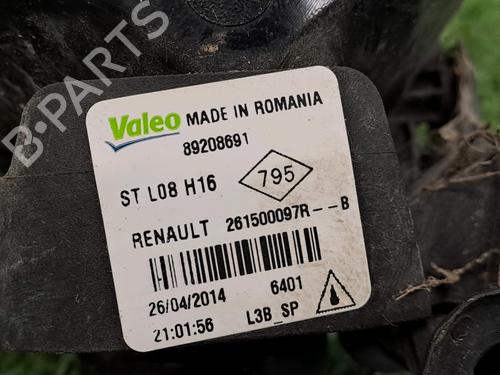 Valeo MADE IN ROMANIA
89208691
ST L08 H16 795
RENAULT 261500097R--B
26/04/2014 6401
21:01:56 L3B_SP
B-PARTS